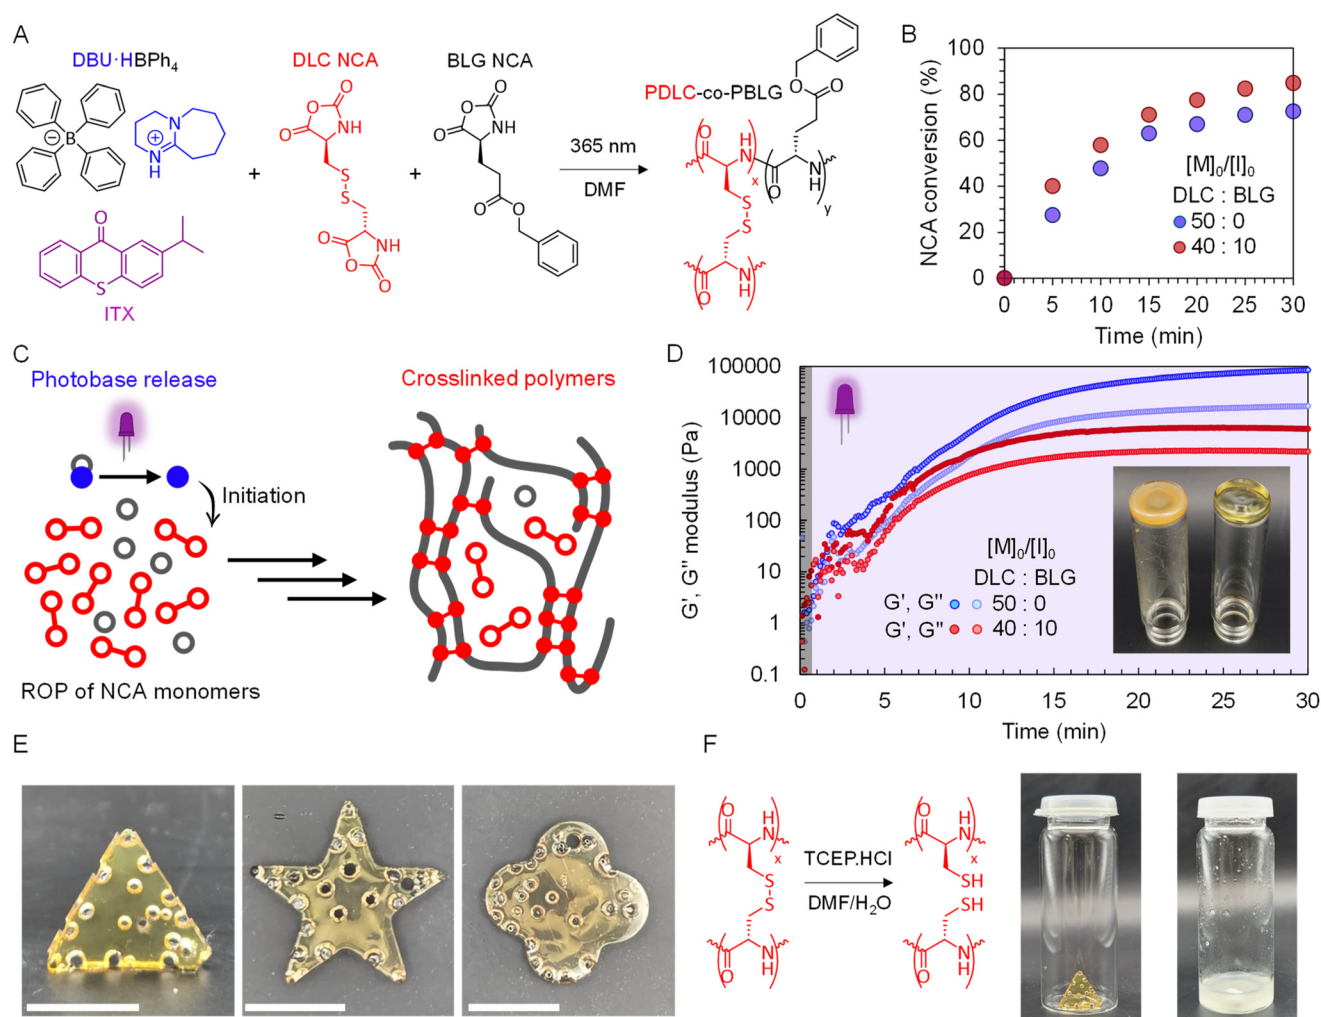 A
DBU·HBPh4
DLC NCA
BLG NCA
PDLC-co-PBLG
365 nm
DMF
+
+
ITX
B
NCA conversion (%)
100
80
60
40
20
0
[M]0/[I]0
DLC : BLG
50 : 0
40 : 10
0 5 10 15 20 25 30
Time (min)
C
Photobase release
Crosslinked polymers
Initiation
ROP of NCA monomers
D
G', G'' modulus (Pa)
100000
10000
1000
100
10
1
0.1
[M]0/[I]0
DLC : BLG
G', G'' 50 : 0
G', G'' 40 : 10
0 5 10 15 20 25 30
Time (min)
E
F
TCEP.HCl
DMF/H2O
O
H
N
x
S
S
O
N
H
O
H
N
x
SH
SH
O
N
H